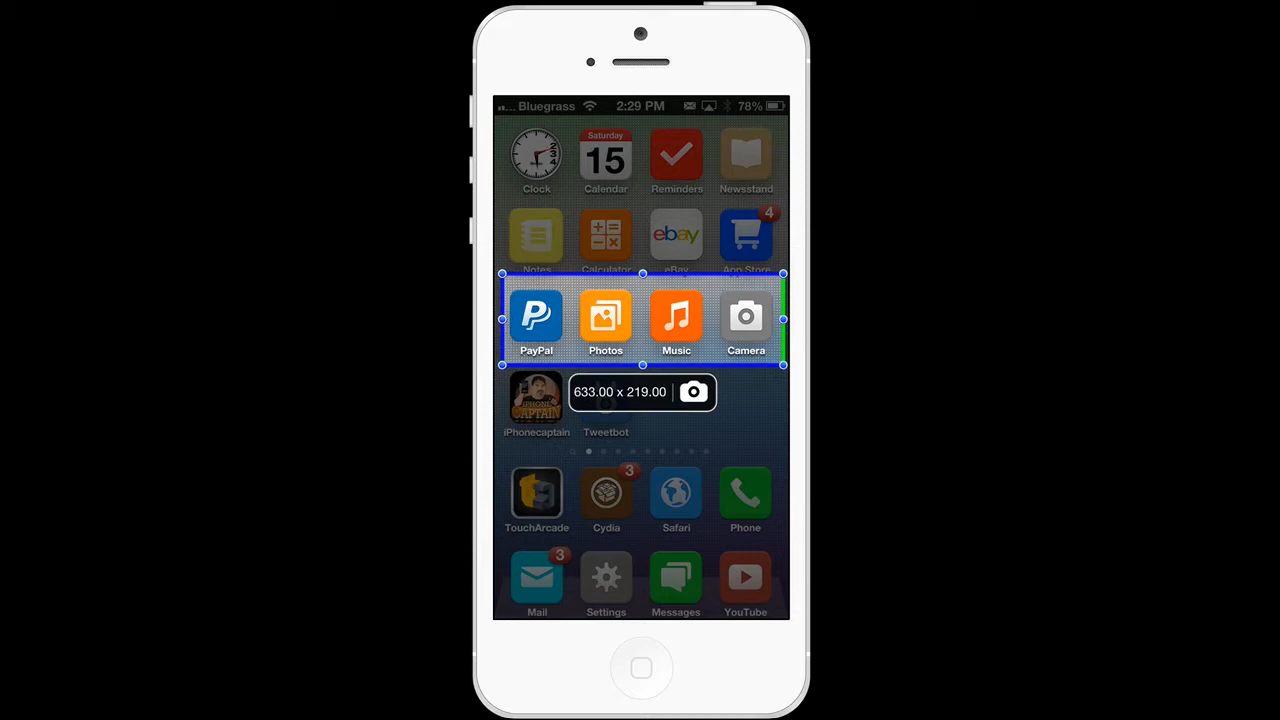 Bluegrass 2:29 PM 78%
Saturday
15
Clock Calendar Reminders Newsstand
ebay 4
Notes Calculator eBay App Store
PayPal Photos Music Camera
633.00 x 219.00
iPHONE CAPTAIN
iPhonecaptain Tweetbot
3
TouchArcade Cydia Safari Phone
3
Mail Settings Messages YouTube